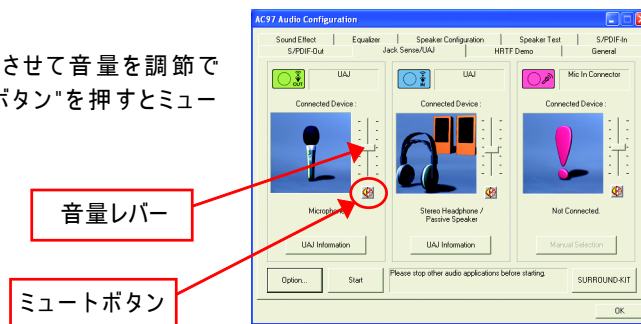 AC97 Audio Configuration
Sound Effect Equalizer Speaker Configuration Speaker Test S/PDIF-In
S/PDIF-Out Jack Sense/UAJ HRTF Demo General
させて音量を調節で
ボタン"を押すとミュー
OUT UAJ IN UAJ Mic In Connector
Connected Device : Connected Device : Connected Device :
音量レバー
Microphone Stereo Headphone / Passive Speaker Not Connected.
UAJ Information UAJ Information Manual Selection
ミュートボタン
Option... Start Please stop other audio applications before starting. SURROUND-KIT
OK